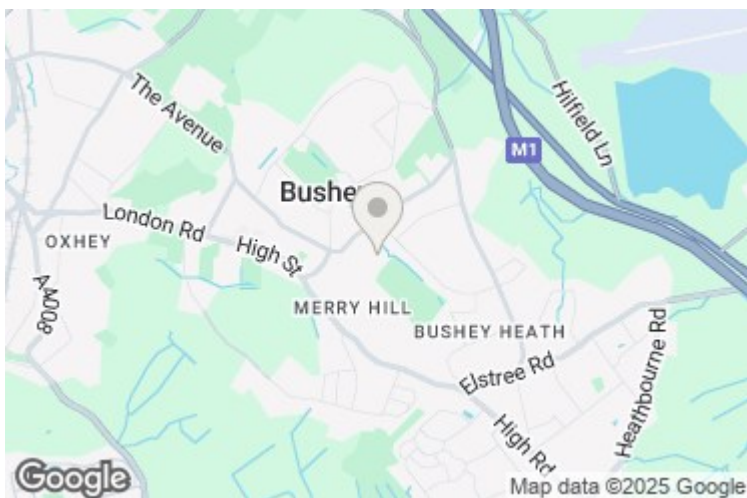 The Avenue
Hilfield Ln
M1
Bushey
London Rd
High St
OXHEY
A4008
MERRY HILL
BUSHEY HEATH
Elstree Rd
Heathbourne Rd
High Rd
Google
Map data ©2025 Google